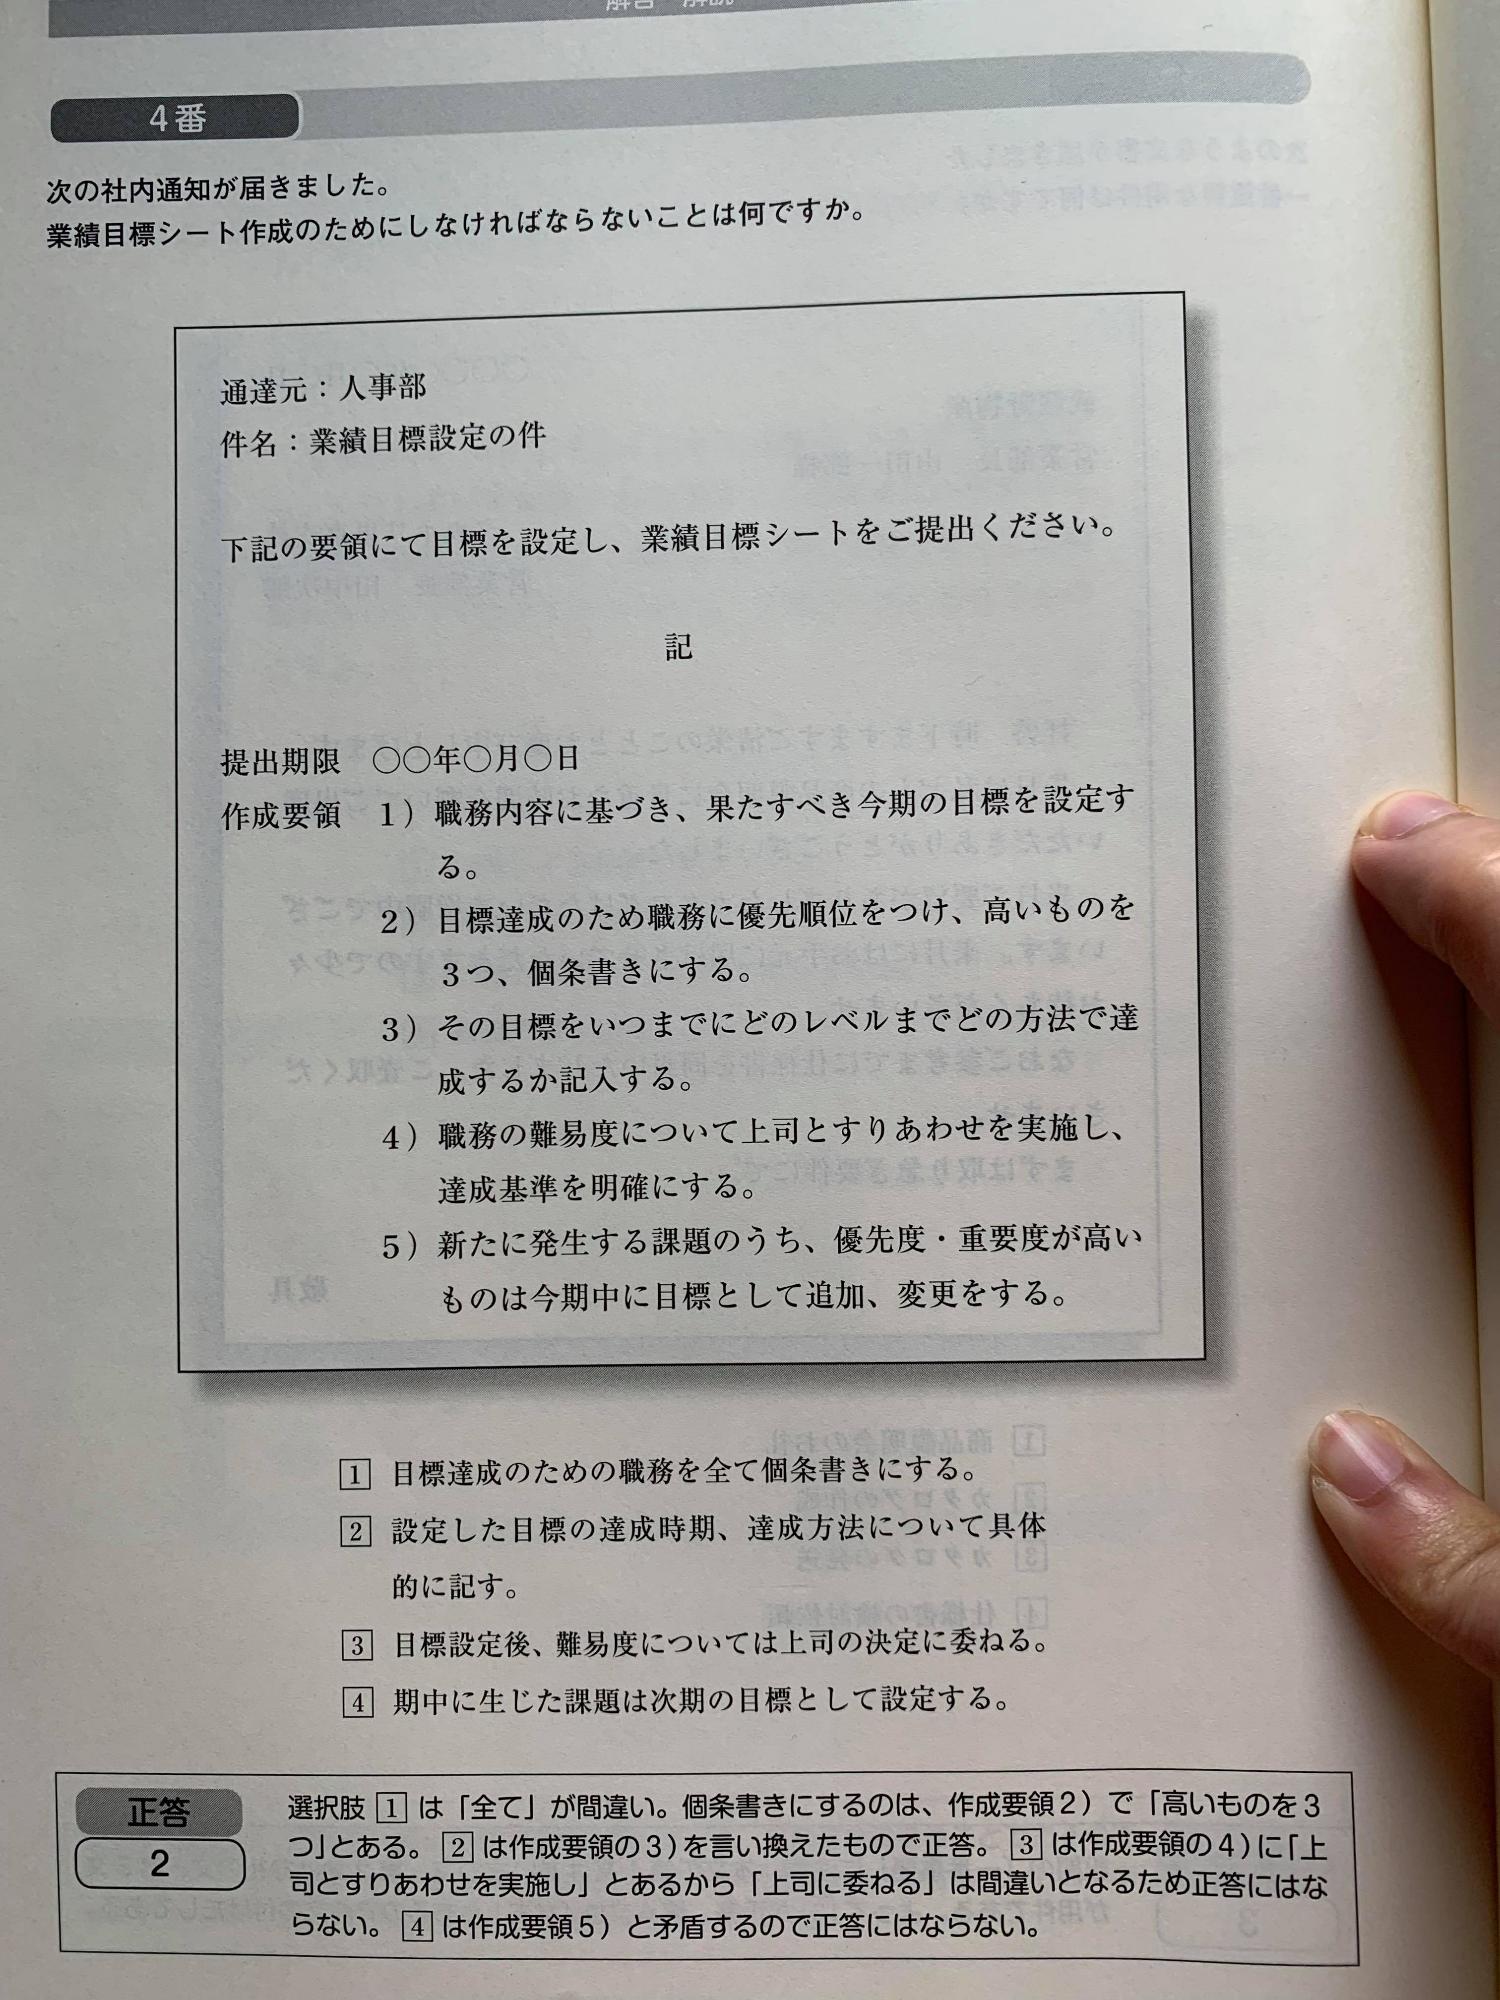 解答 解説
4番
次の社内通知が届きました。
業績目標シート作成のためにしなければならないことは何ですか。
通達元：人事部
件名：業績目標設定の件
下記の要領にて目標を設定し、業績目標シートをご提出ください。
記
提出期限　〇〇年〇月〇日
作成要領　1）職務内容に基づき、果たすべき今期の目標を設定す
る。
2）目標達成のため職務に優先順位をつけ、高いものを
3つ、個条書きにする。
3）その目標をいつまでにどのレベルまでどの方法で達
成するか記入する。
4）職務の難易度について上司とすりあわせを実施し、
達成基準を明確にする。
5）新たに発生する課題のうち、優先度・重要度が高い
ものは今期中に目標として追加、変更をする。
1 目標達成のための職務を全て個条書きにする。
2 設定した目標の達成時期、達成方法について具体
的に記す。
3 目標設定後、難易度については上司の決定に委ねる。
4 期中に生じた課題は次期の目標として設定する。
正答
2
選択肢 1 は「全て」が間違い。個条書きにするのは、作成要領2）で「高いものを3
つ」とある。 2 は作成要領の3）を言い換えたもので正答。 3 は作成要領の4）に「上
司とすりあわせを実施し」とあるから「上司に委ねる」は間違いとなるため正答にはな
らない。 4 は作成要領5）と矛盾するので正答にはならない。